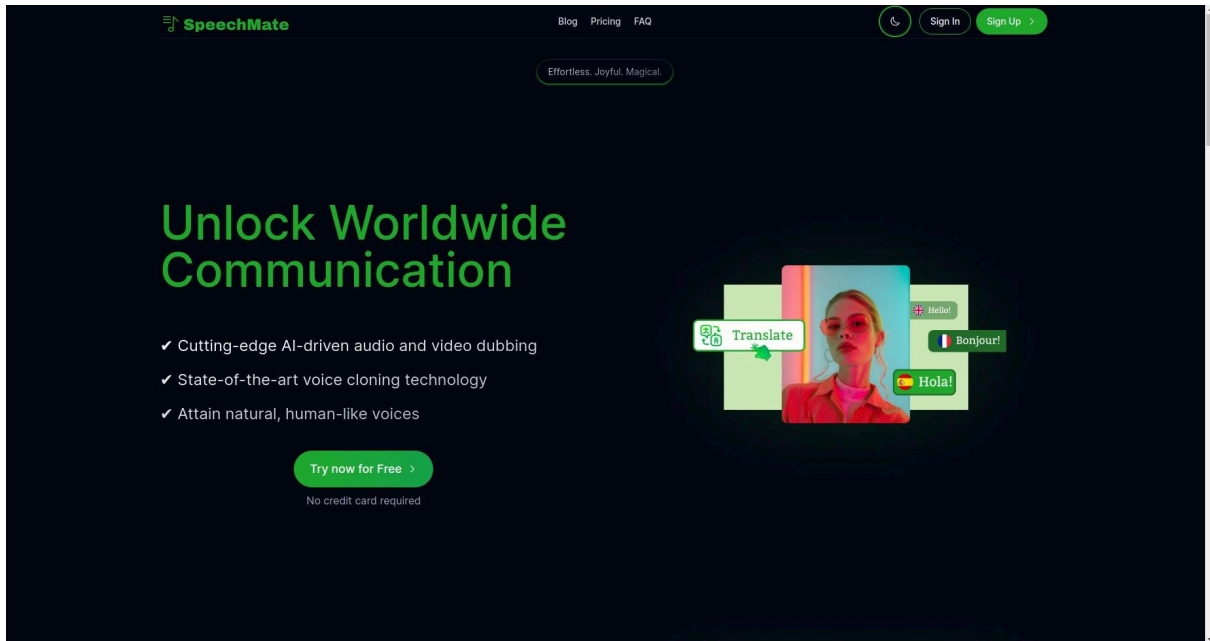 SpeechMate
Blog Pricing FAQ
Sign In
Sign Up
Effortless. Joyful. Magical.
Unlock Worldwide
Communication
✔ Cutting-edge AI-driven audio and video dubbing
✔ State-of-the-art voice cloning technology
✔ Attain natural, human-like voices
Try now for Free
No credit card required
Translate
Hello!
Bonjour!
Hola!